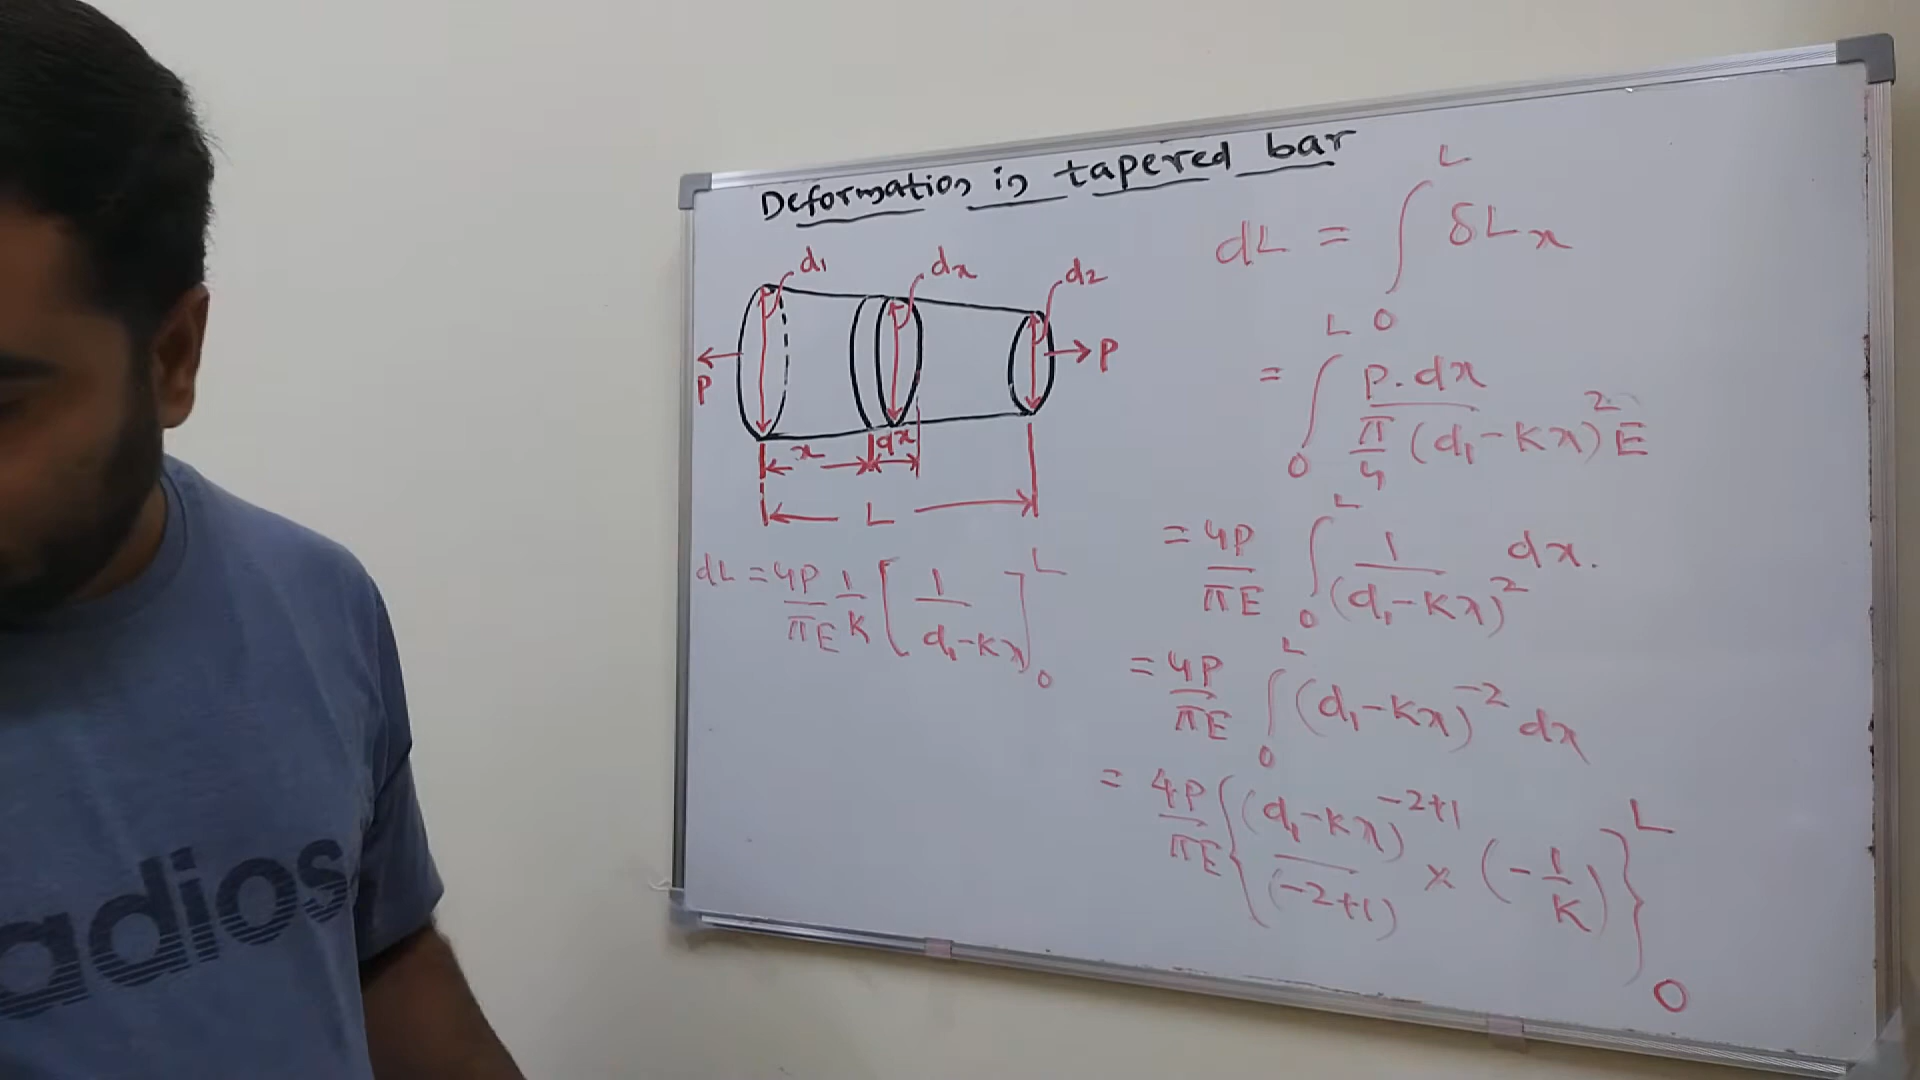 Deformation in tapered bar
d₁ dx d₂
P P
x dx
L
dL = 4P/πE 1/K [1/(d₁-Kx)]₀ᴸ
dL = ∫₀ᴸ δLx
= ∫₀ᴸ P.dx / π/4 (d₁-Kx)² E
= 4P/πE ∫₀ᴸ 1/(d₁-Kx)² dx.
= 4P/πE ∫₀ᴸ (d₁-Kx)⁻² dx
= 4P/πE {(d₁-Kx)⁻²⁺¹/(-2+1) × (-1/K)}₀ᴸ
adios